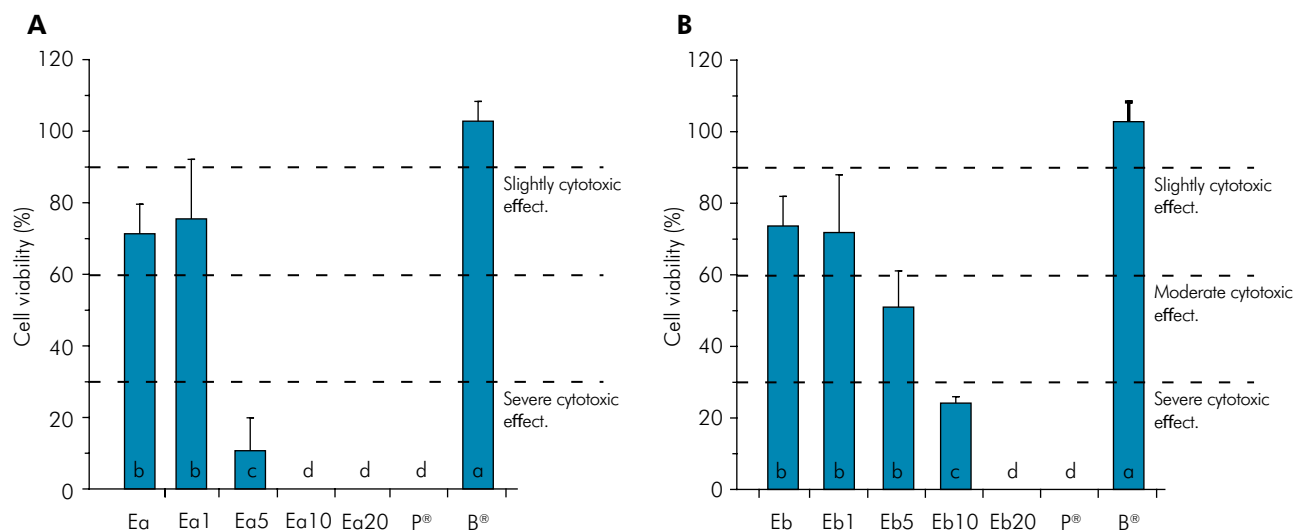 A
Cell viability (%)
120
100
80
60
40
20
0
Slightly cytotoxic
effect.
Severe cytotoxic
effect.
b b c d d d a
Ea Ea1 Ea5 Ea10 Ea20 P® B®
B
Cell viability (%)
120
100
80
60
40
20
0
Slightly cytotoxic
effect.
Moderate cytotoxic
effect.
Severe cytotoxic
effect.
b b b c d d a
Eb Eb1 Eb5 Eb10 Eb20 P® B®